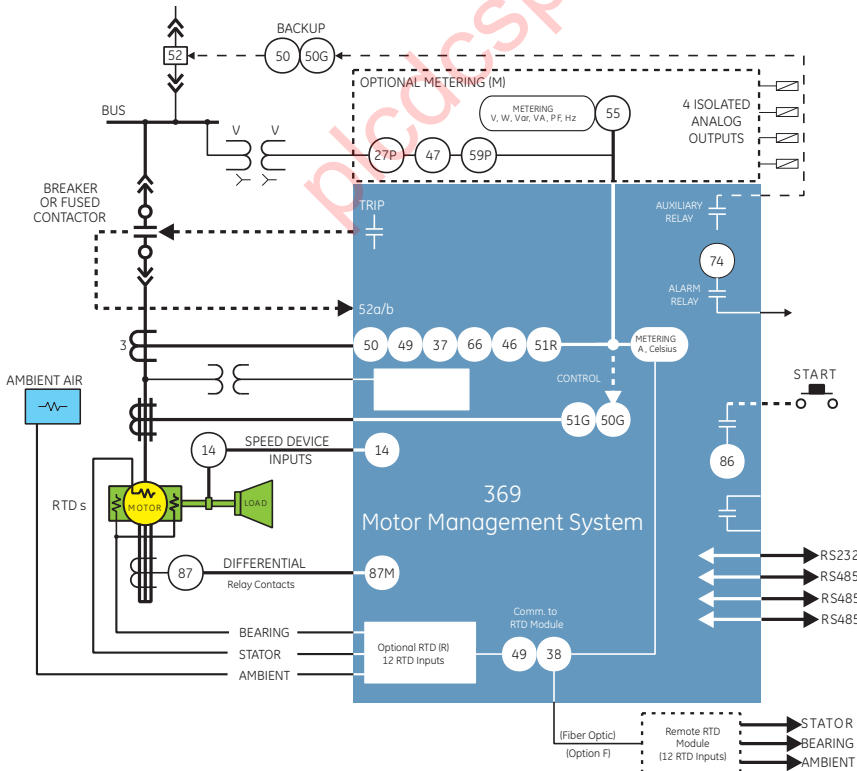 BACKUP
52
50
50G
OPTIONAL METERING (M)
METERING
V, W, Var, VA, PF, Hz
55
4 ISOLATED
ANALOG
OUTPUTS
BUS
V
V
27P
47
59P
BREAKER
OR FUSED
CONTACTOR
TRIP
AUXILIARY
RELAY
74
ALARM
RELAY
52a/b
3
50
49
37
66
46
51R
METERING
A, Celsius
CONTROL
START
AMBIENT AIR
51G
50G
14
SPEED DEVICE
INPUTS
14
86
RTDs
MOTOR
LOAD
369
Motor Management System
87
DIFFERENTIAL
Relay Contacts
87M
RS232
RS485
RS485
RS485
Comm. to
RTD Module
BEARING
STATOR
AMBIENT
Optional RTD (R)
12 RTD Inputs
49
38
(Fiber Optic)
(Option F)
Remote RTD
Module
(12 RTD Inputs)
STATOR
BEARING
AMBIENT